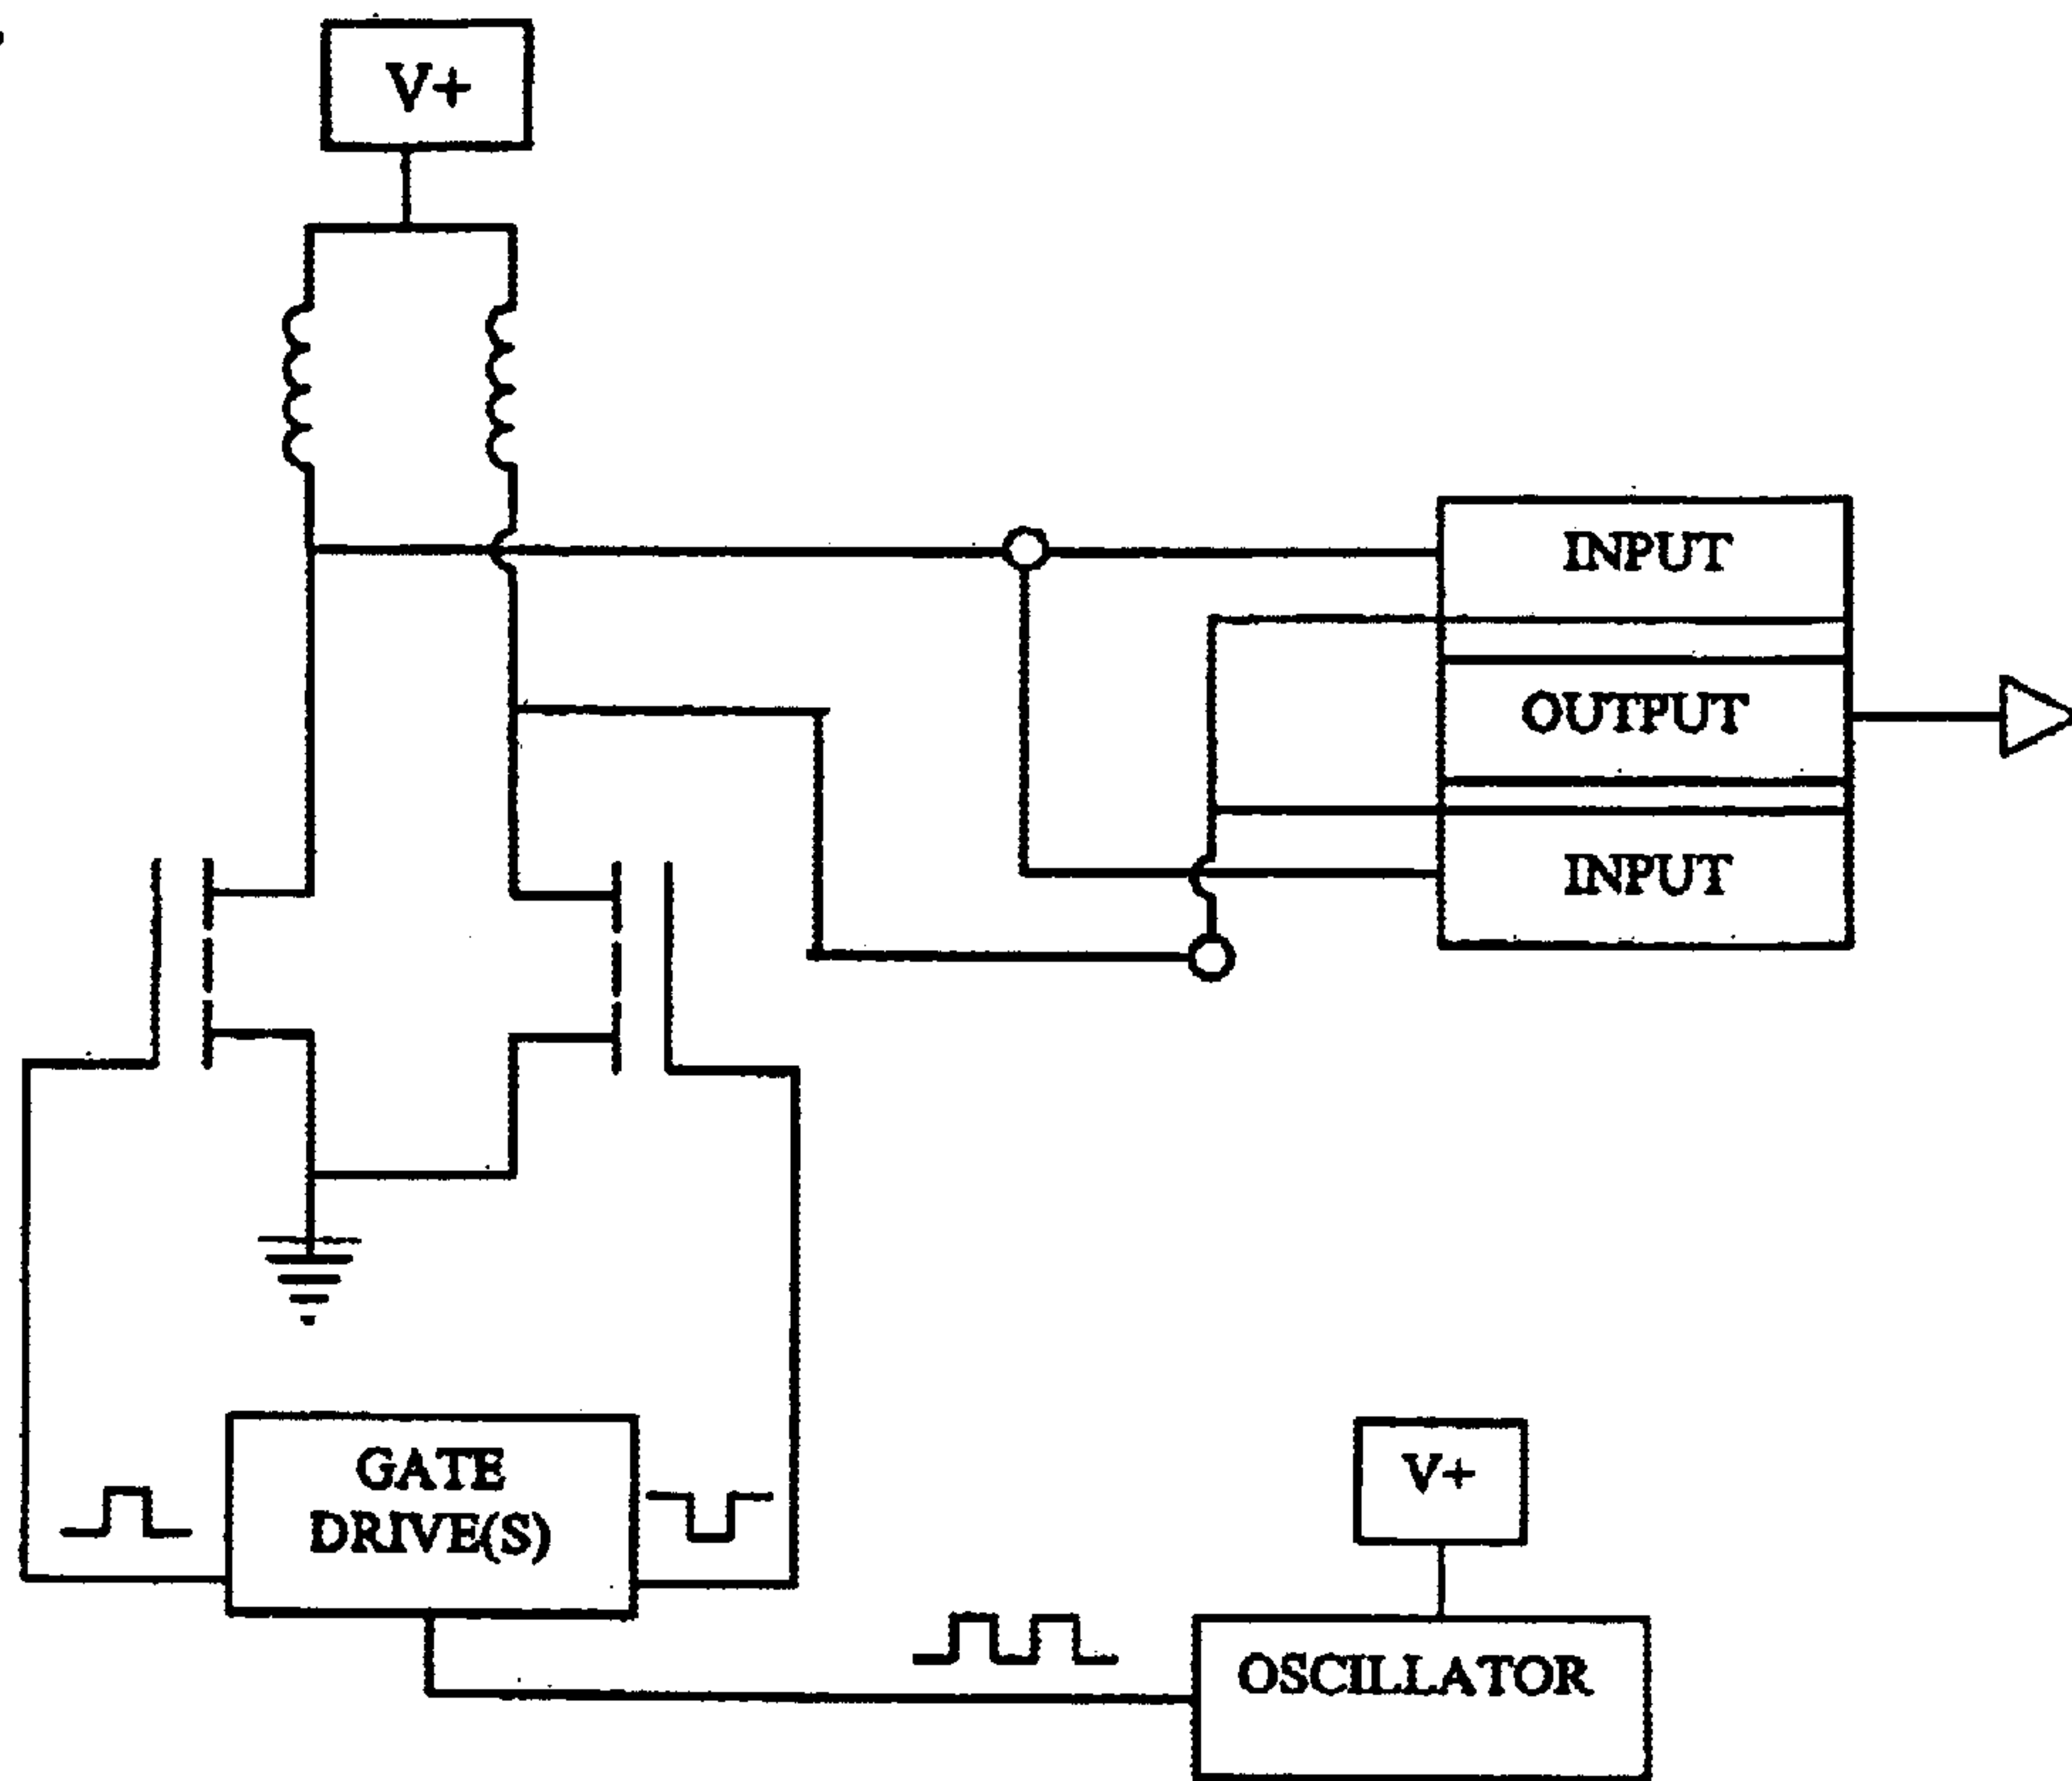 V+
INPUT
OUTPUT
INPUT
GATE
DRIVE(S)
V+
OSCILLATOR